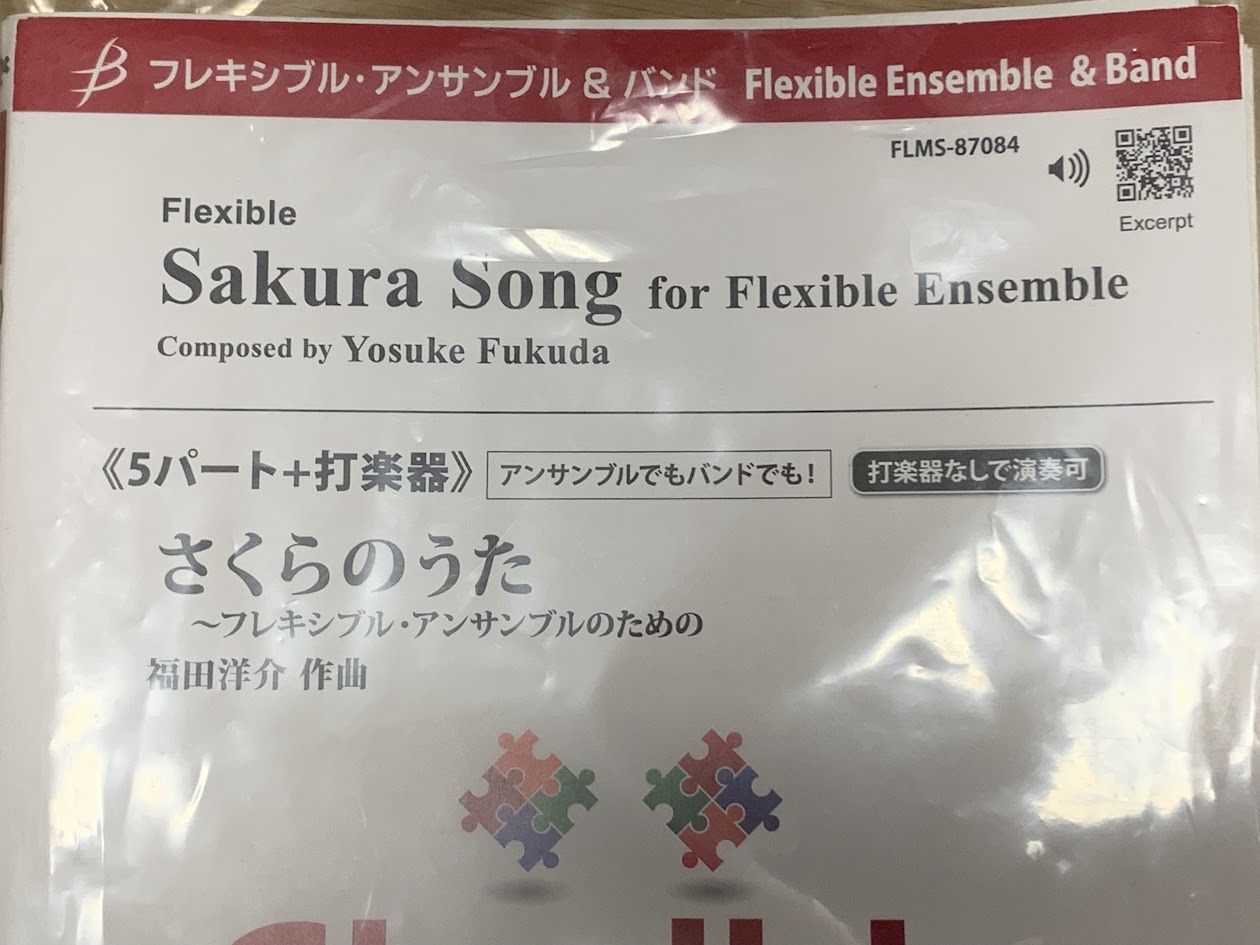 フレキシブル・アンサンブル & バンド Flexible Ensemble & Band
FLMS-87084
Excerpt
Flexible
Sakura Song for Flexible Ensemble
Composed by Yosuke Fukuda
《5パート+打楽器》 アンサンブルでもバンドでも! 打楽器なしで演奏可
さくらのうた
~フレキシブル・アンサンブルのための
福田洋介 作曲